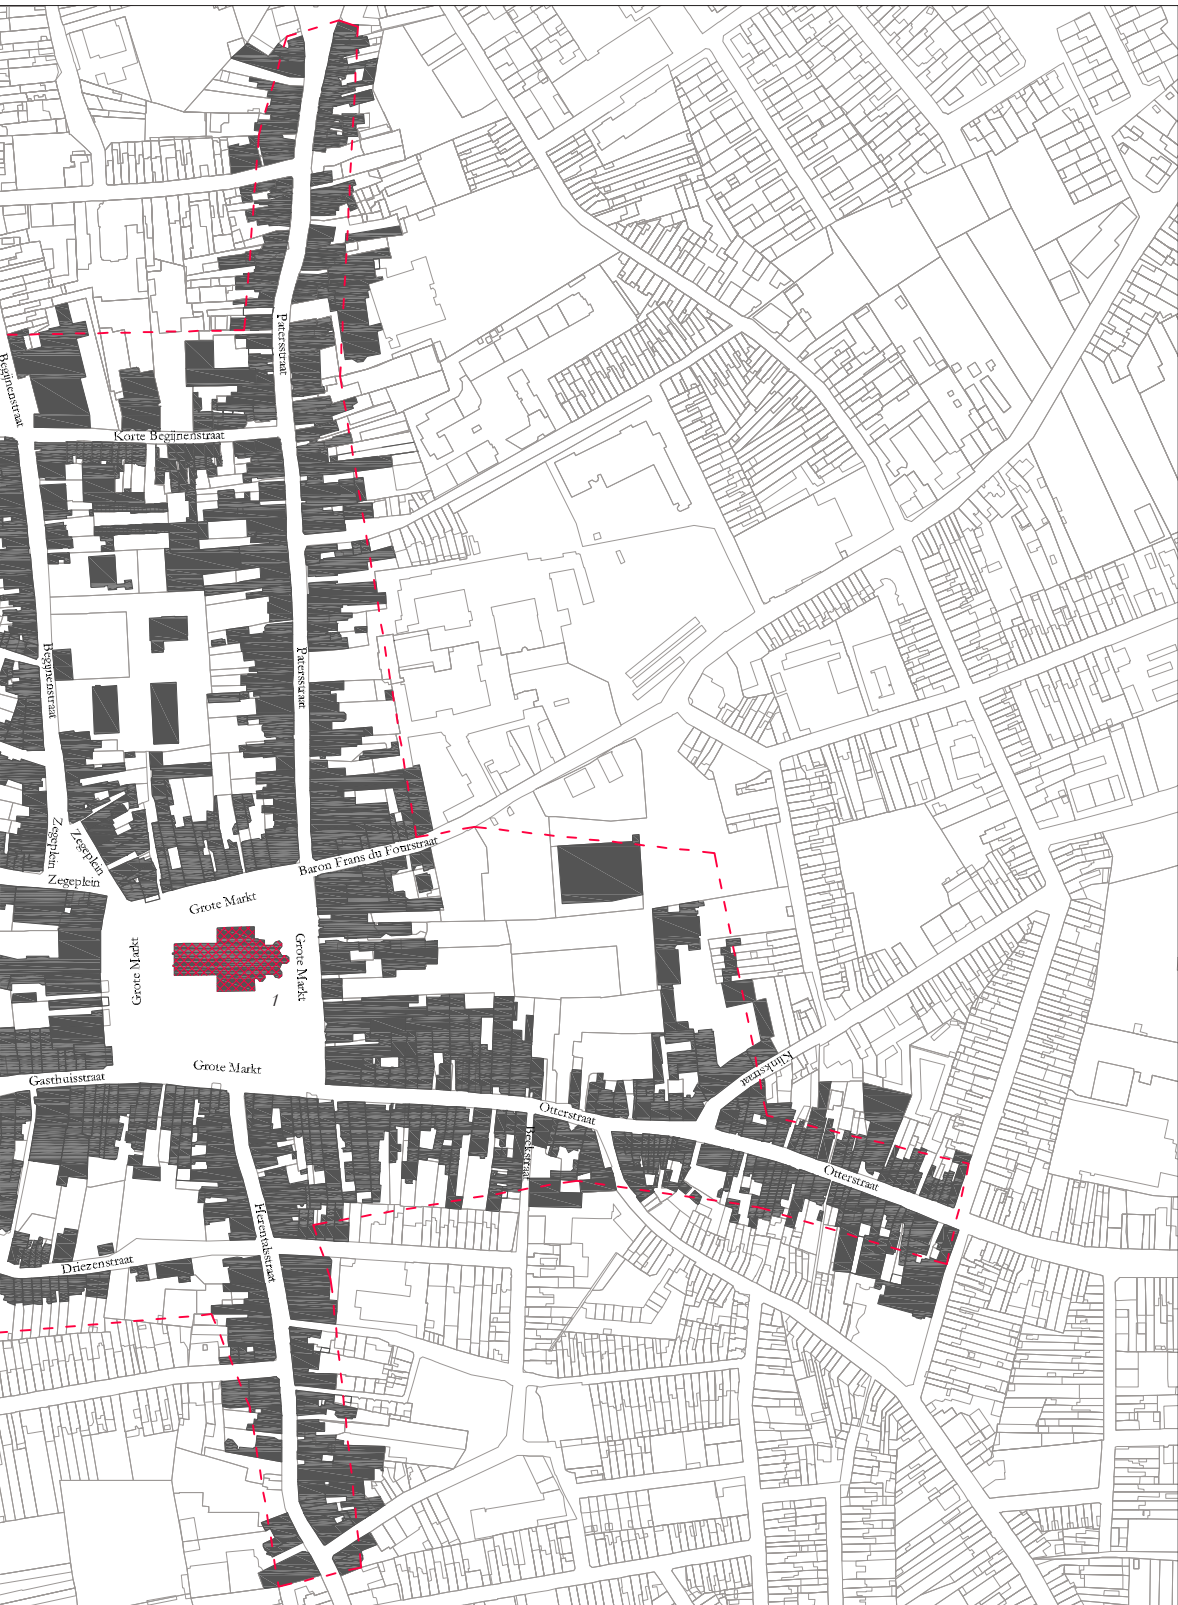 Patersstraat
Begijnenstraat
Korte Begijnenstraat
Begijnenstraat
Patersstraat
Zegeplein
Zegeplein
Zegeplein
Baron Frans du Fourstraat
Grote Markt
Grote Markt
Grote Markt
1
Grote Markt
Gasthuisstraat
Klinkstraat
Otterstraat
Otterstraat
Herentalsstraat
Driezenstraat